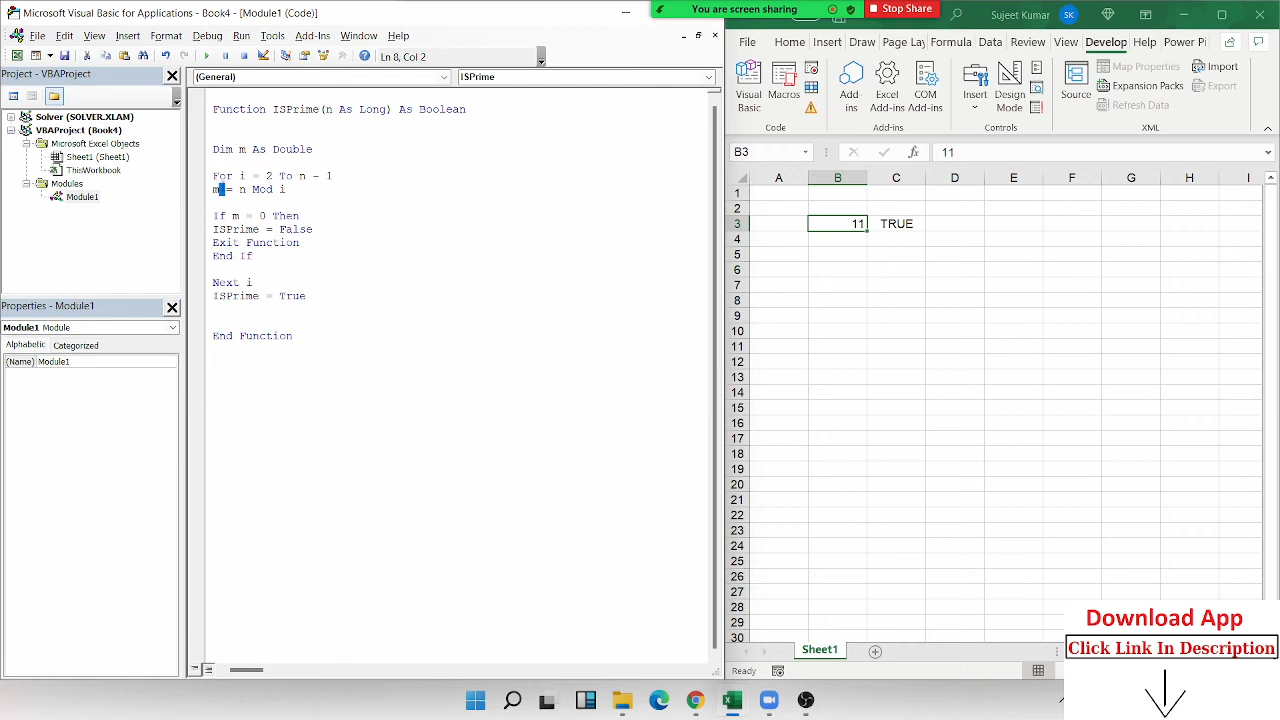 Microsoft Visual Basic for Applications - Book4 - [Module1 (Code)]
You are screen sharing
Stop Share
Sujeet Kumar
SK
File Edit View Insert Format Debug Run Tools Add-Ins Window Help
Ln 8, Col 2
File Home Insert Draw Page Lay Formula Data Review View Develop Help Power Pi
Visual Basic
Macros
Code
Add-ins
Excel Add-ins
COM Add-ins
Add-ins
Insert
Design Mode
Controls
Source
Map Properties
Expansion Packs
Refresh Data
Import
Export
XML
Project - VBAProject
(General)
ISPrime
Solver (SOLVER.XLAM)
VBAProject (Book4)
Microsoft Excel Objects
Sheet1 (Sheet1)
ThisWorkbook
Modules
Module1
Properties - Module1
Module1 Module
Alphabetic
Categorized
(Name) Module1
Function ISPrime(n As Long) As Boolean
Dim m As Double
For i = 2 To n - 1
m = n Mod i
If m = 0 Then
ISPrime = False
Exit Function
End If
Next i
ISPrime = True
End Function
B3
fx
11
A B C D E F G H I
1
2
3 11 TRUE
4
5
6
7
8
9
10
11
12
13
14
15
16
17
18
19
20
21
22
23
24
25
26
27
28
29
30
Sheet1
Ready
Download App
Click Link In Description